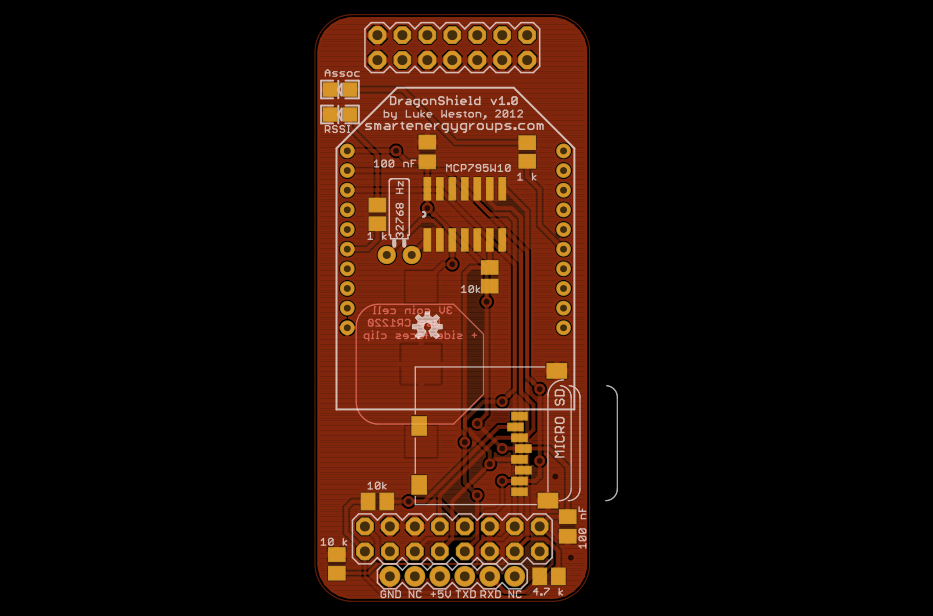 Assoc
DragonShield v1.0
by Luke Weston, 2012
smartenergygroups.com
RSSI
100 nF
MCP795W10
1 k
32768 Hz
1 k
10k
3V coin cell
CR1220
+ side faces clip
MICRO SD
10k
100 nF
10 k
GND NC +5V TXD RXD NC
4.7 k